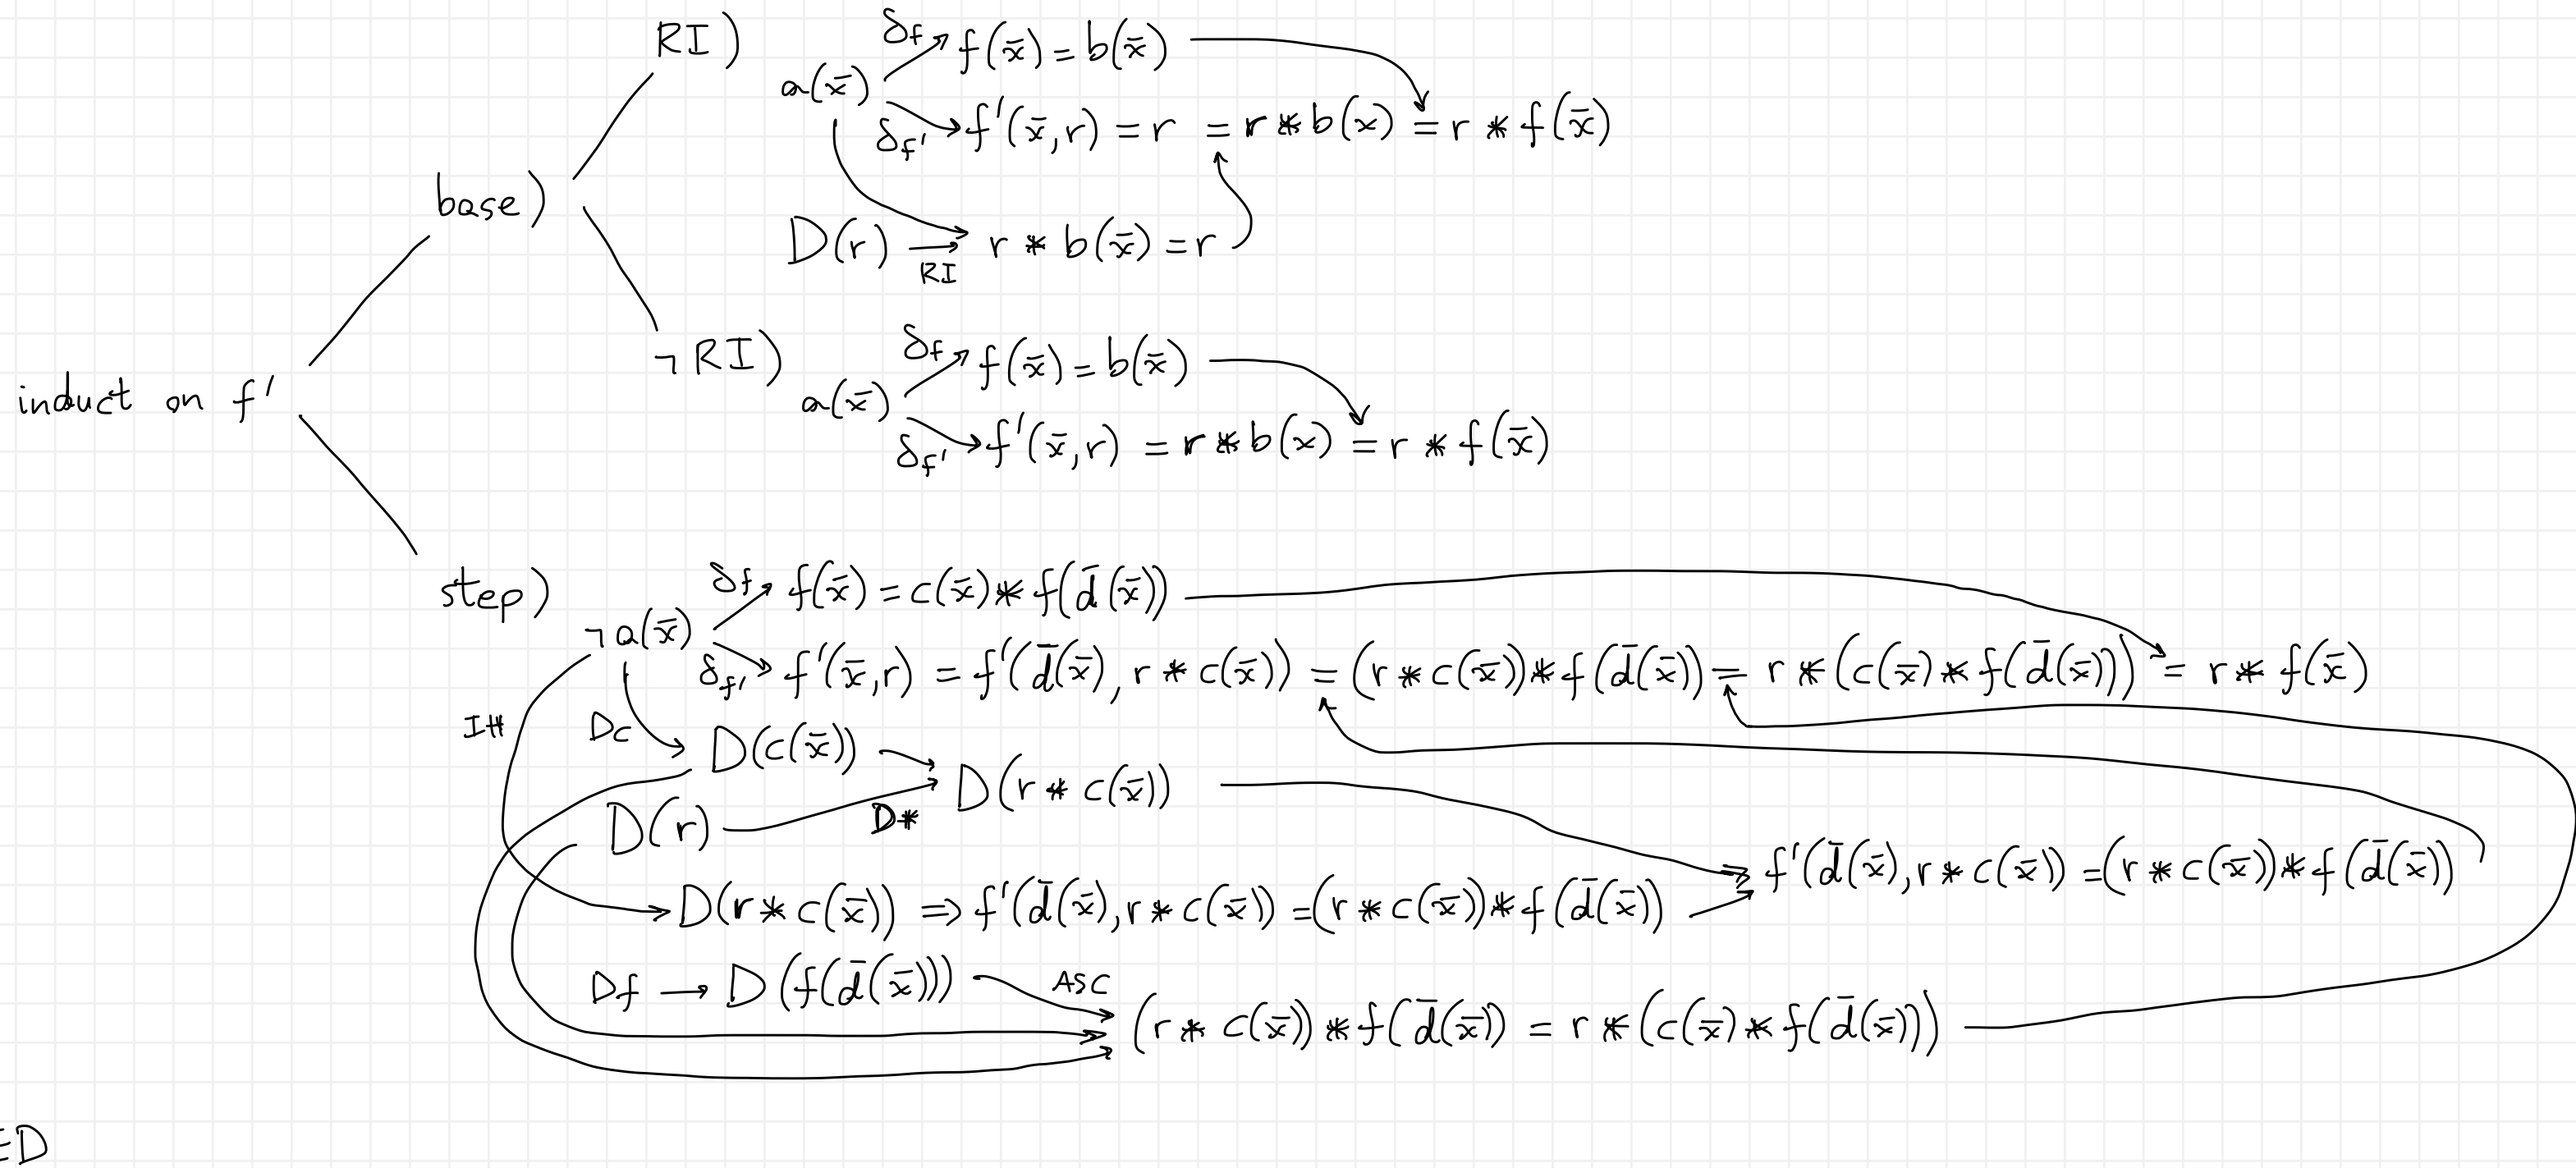 RI)
δf f(x̄) = b(x̄)
a(x̄)
δf' f'(x̄,r) = r = r * b(x) = r * f(x̄)
base)
D(r) → r * b(x̄) = r
RI
¬RI)
δf f(x̄) = b(x̄)
induct on f'
a(x̄)
δf' f'(x̄,r) = r * b(x) = r * f(x̄)
step)
δf f(x̄) = c(x̄) * f(d̄(x̄))
¬a(x̄)
δf' f'(x̄,r) = f'(d̄(x̄), r * c(x̄)) = (r * c(x̄)) * f(d̄(x̄)) = r * (c(x̄) * f(d̄(x̄))) = r * f(x̄)
IH
Dc D(c(x̄))
D(r * c(x̄))
D(r)
D*
f'(d̄(x̄), r * c(x̄)) = (r * c(x̄)) * f(d̄(x̄))
D(r * c(x̄)) ⇒ f'(d̄(x̄), r * c(x̄)) = (r * c(x̄)) * f(d̄(x̄))
Df → D(f(d̄(x̄)))
ASC
(r * c(x̄)) * f(d̄(x̄)) = r * (c(x̄) * f(d̄(x̄)))
ED